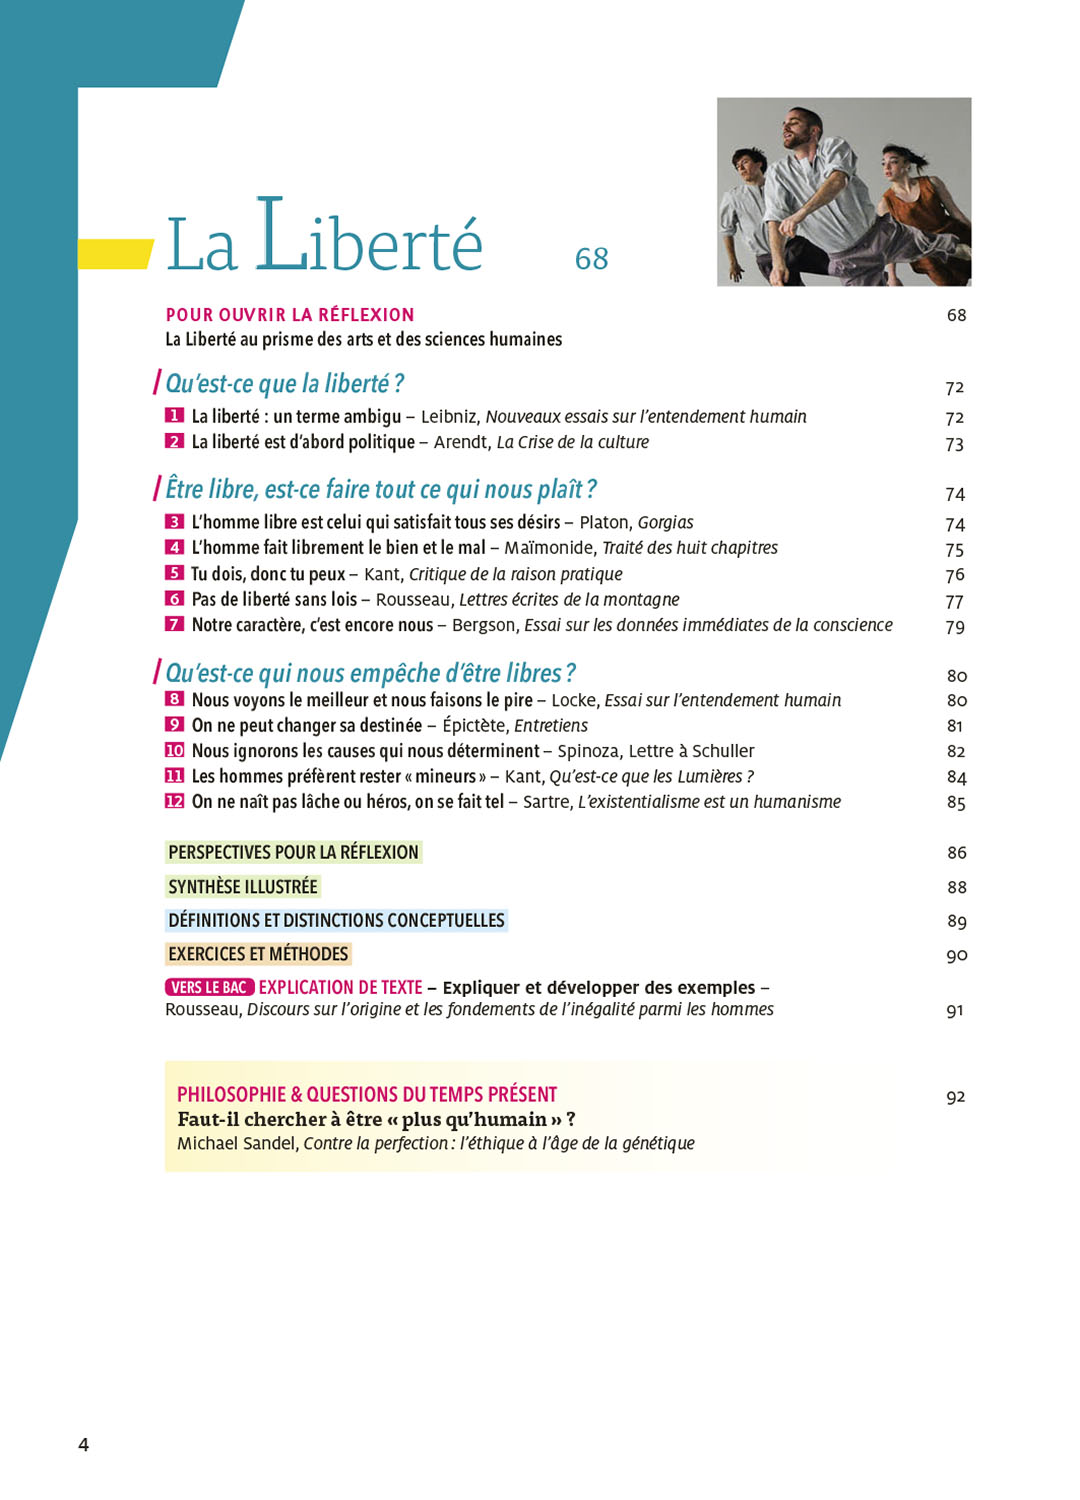 La Liberté 68
POUR OUVRIR LA RÉFLEXION 68
La Liberté au prisme des arts et des sciences humaines
Qu'est-ce que la liberté ? 72
1 La liberté : un terme ambigu – Leibniz, Nouveaux essais sur l'entendement humain 72
2 La liberté est d'abord politique – Arendt, La Crise de la culture 73
Être libre, est-ce faire tout ce qui nous plaît ? 74
3 L'homme libre est celui qui satisfait tous ses désirs – Platon, Gorgias 74
4 L'homme fait librement le bien et le mal – Maïmonide, Traité des huit chapitres 75
5 Tu dois, donc tu peux – Kant, Critique de la raison pratique 76
6 Pas de liberté sans lois – Rousseau, Lettres écrites de la montagne 77
7 Notre caractère, c'est encore nous – Bergson, Essai sur les données immédiates de la conscience 79
Qu'est-ce qui nous empêche d'être libres ? 80
8 Nous voyons le meilleur et nous faisons le pire – Locke, Essai sur l'entendement humain 80
9 On ne peut changer sa destinée – Épictète, Entretiens 81
10 Nous ignorons les causes qui nous déterminent – Spinoza, Lettre à Schuller 82
11 Les hommes préfèrent rester « mineurs » – Kant, Qu'est-ce que les Lumières ? 84
12 On ne naît pas lâche ou héros, on se fait tel – Sartre, L'existentialisme est un humanisme 85
PERSPECTIVES POUR LA RÉFLEXION 86
SYNTHÈSE ILLUSTRÉE 88
DÉFINITIONS ET DISTINCTIONS CONCEPTUELLES 89
EXERCICES ET MÉTHODES 90
VERS LE BAC EXPLICATION DE TEXTE – Expliquer et développer des exemples –
Rousseau, Discours sur l'origine et les fondements de l'inégalité parmi les hommes 91
PHILOSOPHIE & QUESTIONS DU TEMPS PRÉSENT 92
Faut-il chercher à être « plus qu'humain » ?
Michael Sandel, Contre la perfection : l'éthique à l'âge de la génétique
4